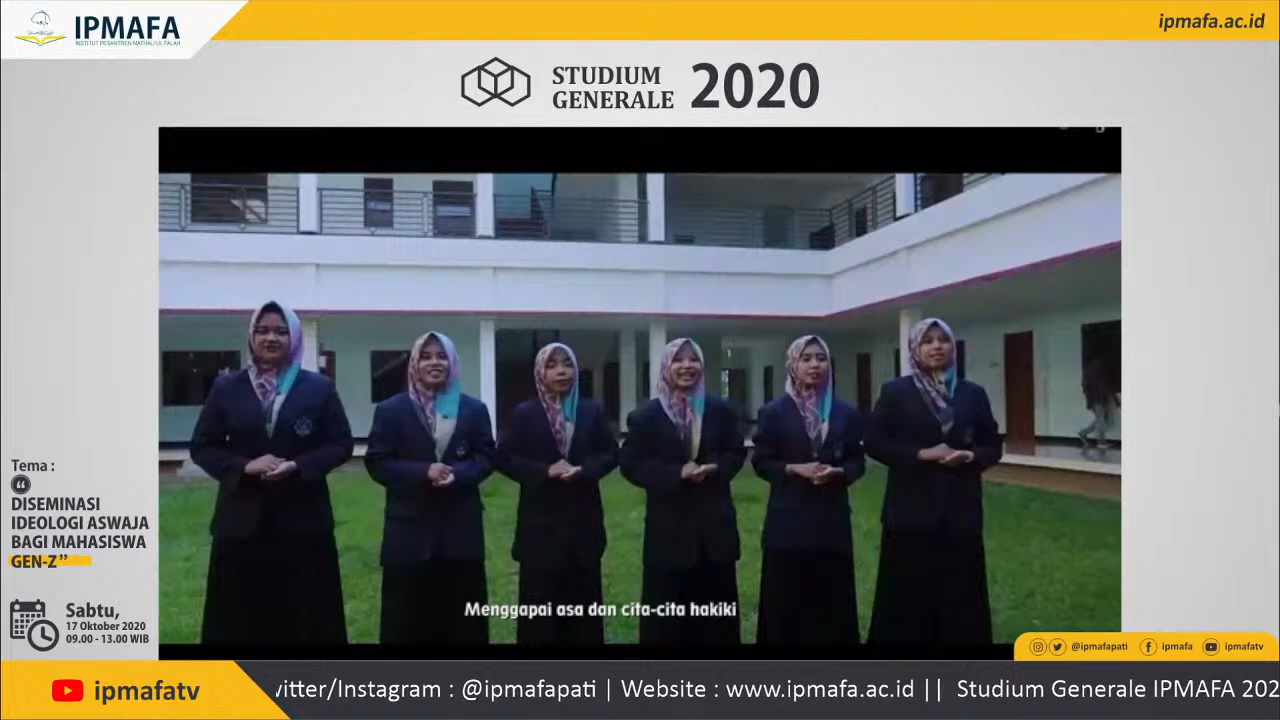 IPMAFA
INSTITUT PESANTREN MATHALI'UL FALAH
ipmafa.ac.id
STUDIUM
GENERALE
2020
Tema :
“
DISEMINASI
IDEOLOGI ASWAJA
BAGI MAHASISWA
GEN-Z”
Sabtu,
17 Oktober 2020
09.00 - 13.00 WIB
Menggapai asa dan cita-cita hakiki
@ipmafapati
ipmafa
ipmafatv
ipmafatv
itter/Instagram : @ipmafapati | Website : www.ipmafa.ac.id || Studium Generale IPMAFA 202